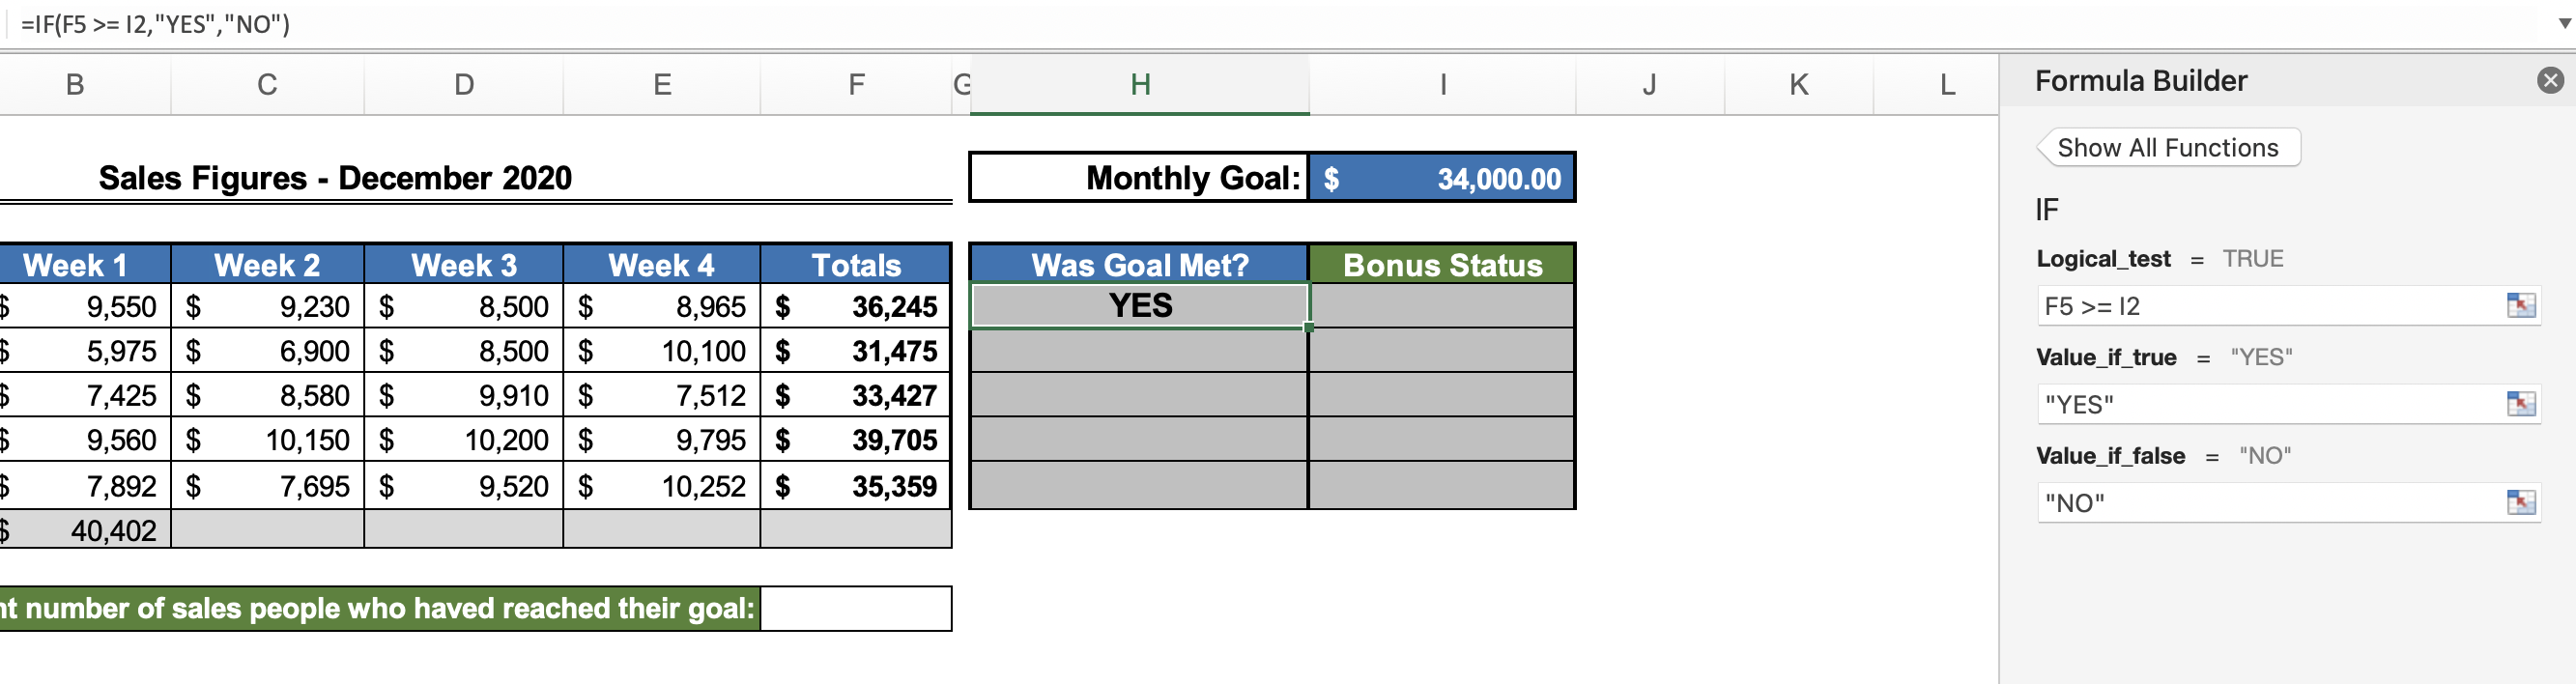 =IF(F5 >= I2,"YES","NO")
B C D E F G H I J K L
Formula Builder
Show All Functions
Sales Figures - December 2020
Monthly Goal: $ 34,000.00
IF
Week 1 Week 2 Week 3 Week 4 Totals Was Goal Met? Bonus Status
Logical_test = TRUE
$ 9,550 $ 9,230 $ 8,500 $ 8,965 $ 36,245 YES
F5 >= I2
$ 5,975 $ 6,900 $ 8,500 $ 10,100 $ 31,475
Value_if_true = "YES"
$ 7,425 $ 8,580 $ 9,910 $ 7,512 $ 33,427
"YES"
$ 9,560 $ 10,150 $ 10,200 $ 9,795 $ 39,705
Value_if_false = "NO"
$ 7,892 $ 7,695 $ 9,520 $ 10,252 $ 35,359
"NO"
$ 40,402
number of sales people who haved reached their goal: